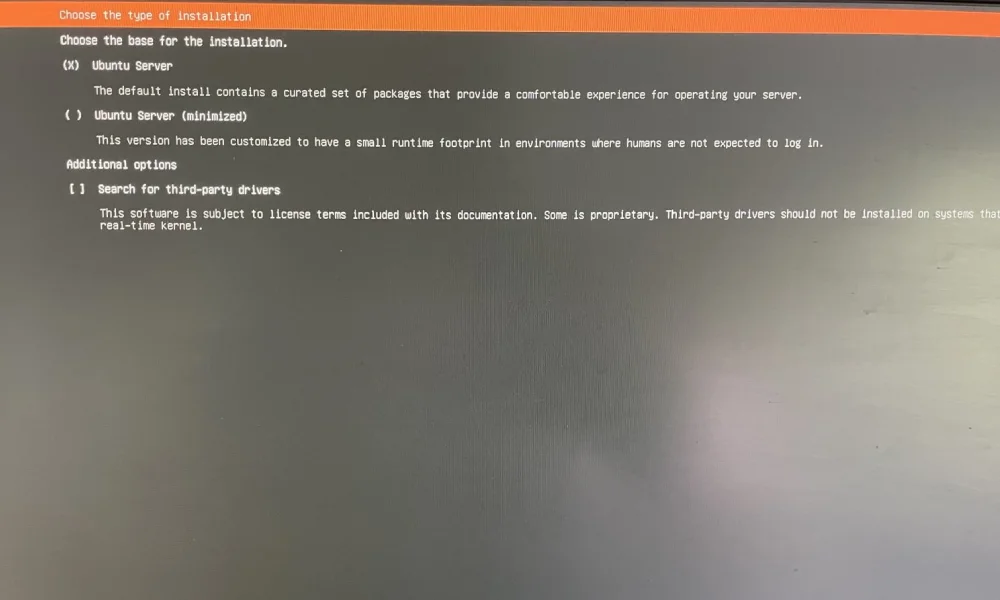 Choose the type of installation
Choose the base for the installation.
(X) Ubuntu Server
The default install contains a curated set of packages that provide a comfortable experience for operating your server.
( ) Ubuntu Server (minimized)
This version has been customized to have a small runtime footprint in environments where humans are not expected to log in.
Additional options
[ ] Search for third-party drivers
This software is subject to license terms included with its documentation. Some is proprietary. Third-party drivers should not be installed on systems that
real-time kernel.